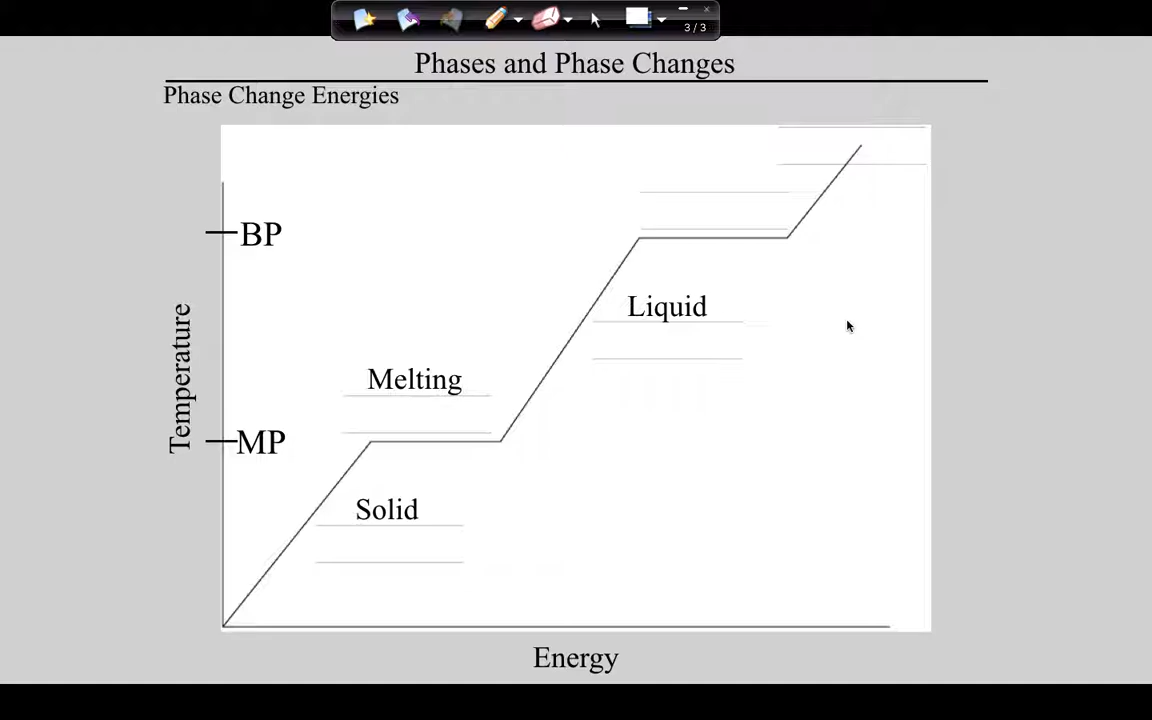 3 / 3
Phases and Phase Changes
Phase Change Energies
BP
Liquid
Temperature
Melting
MP
Solid
Energy